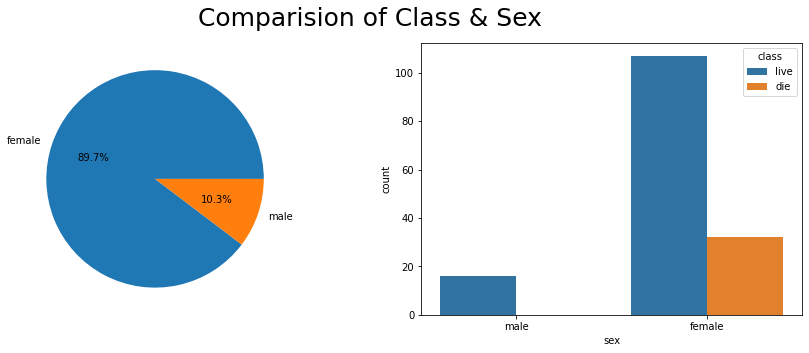 Comparision of Class & Sex
female
89.7%
10.3%
male
class
live
die
100
80
60
40
20
0
count
male
female
sex